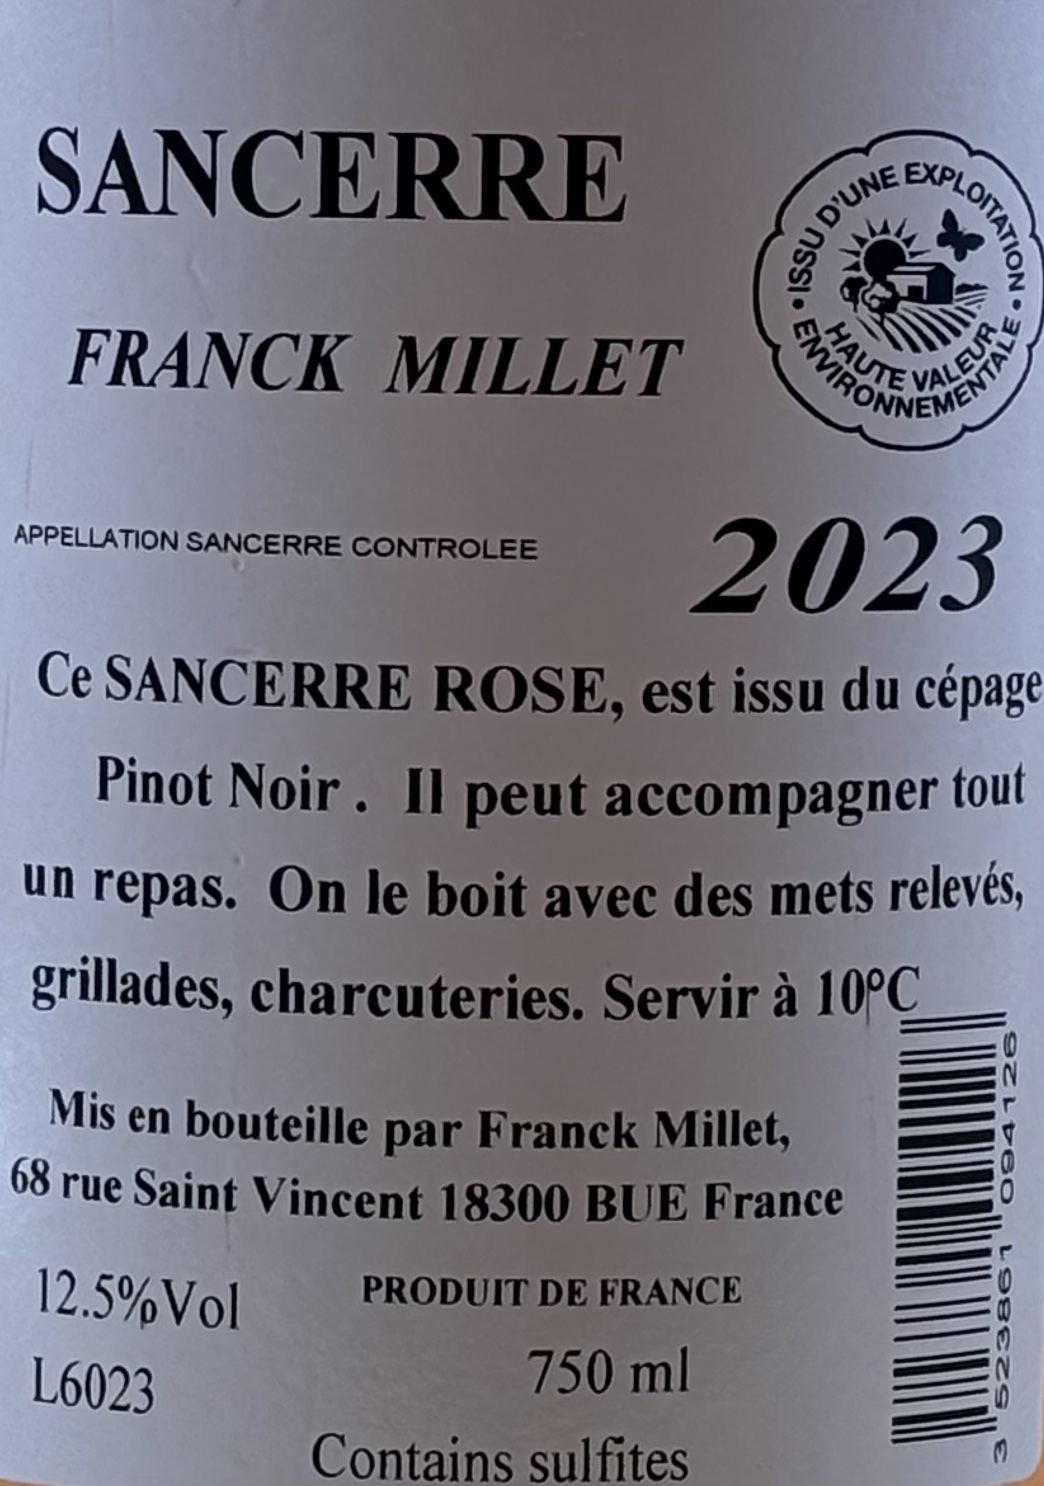 SANCERRE
ISSU D'UNE EXPLOITATION
HAUTE VALEUR
ENVIRONNEMENTALE
FRANCK MILLET
APPELLATION SANCERRE CONTROLEE
2023
Ce SANCERRE ROSE, est issu du cépage
Pinot Noir . Il peut accompagner tout
un repas. On le boit avec des mets relevés,
grillades, charcuteries. Servir à 10°C
Mis en bouteille par Franck Millet,
68 rue Saint Vincent 18300 BUE France
12.5%Vol
PRODUIT DE FRANCE
L6023
750 ml
Contains sulfites
3 523861 094126